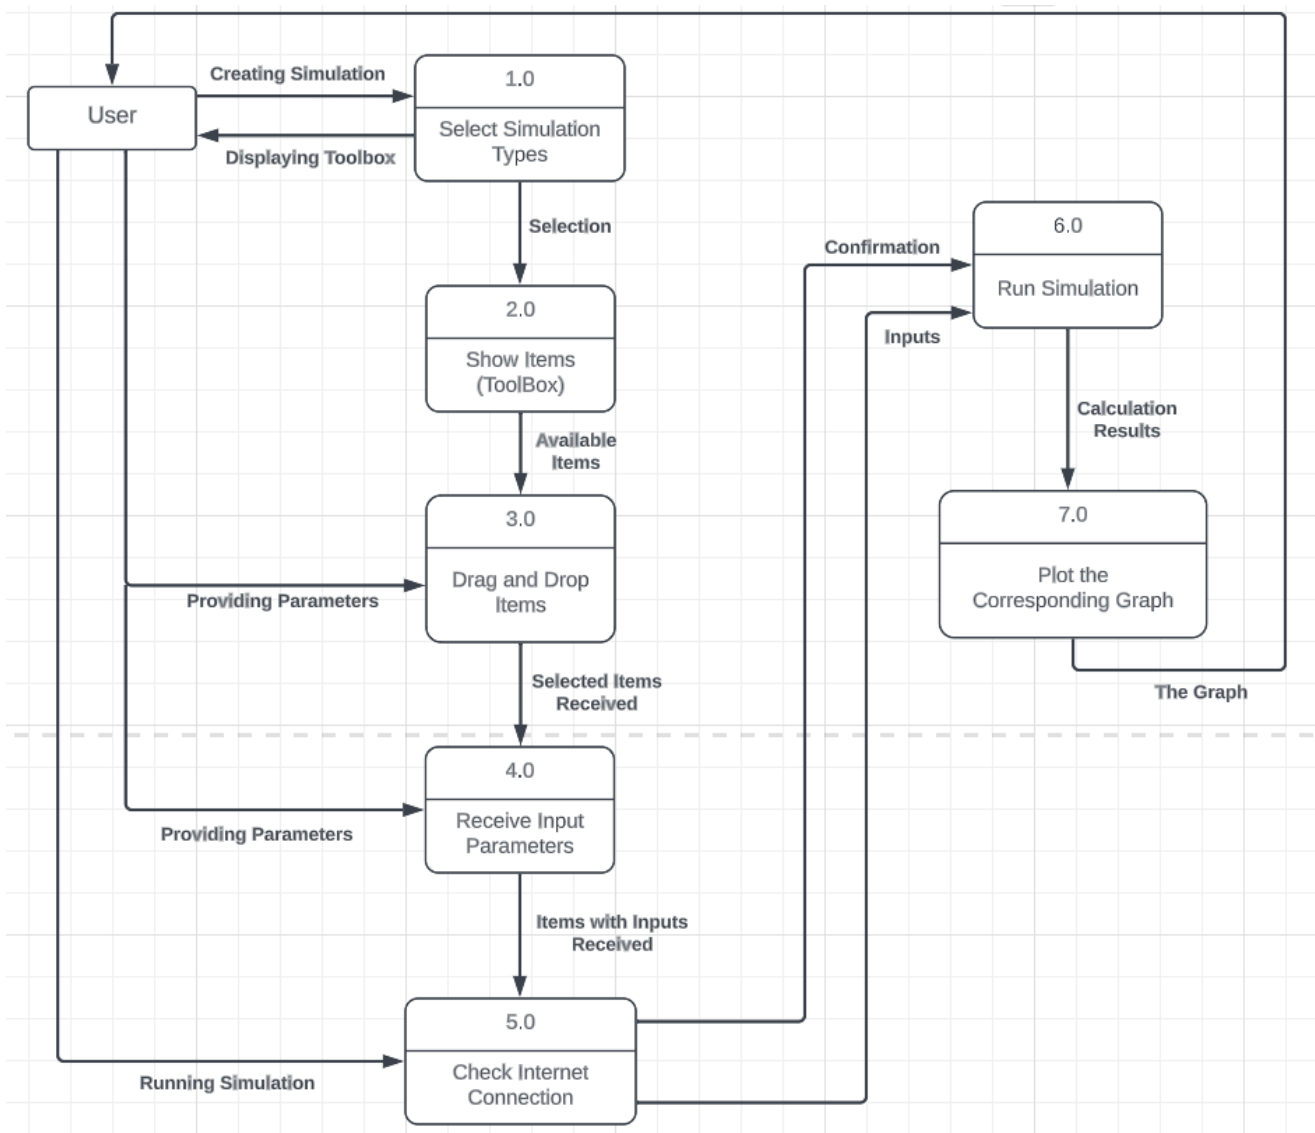 User
Creating Simulation
Displaying Toolbox
1.0
Select Simulation
Types
Selection
2.0
Show Items
(ToolBox)
Available
Items
3.0
Drag and Drop
Items
Providing Parameters
Selected Items
Received
4.0
Receive Input
Parameters
Providing Parameters
Items with Inputs
Received
5.0
Check Internet
Connection
Running Simulation
Confirmation
Inputs
6.0
Run Simulation
Calculation
Results
7.0
Plot the
Corresponding Graph
The Graph